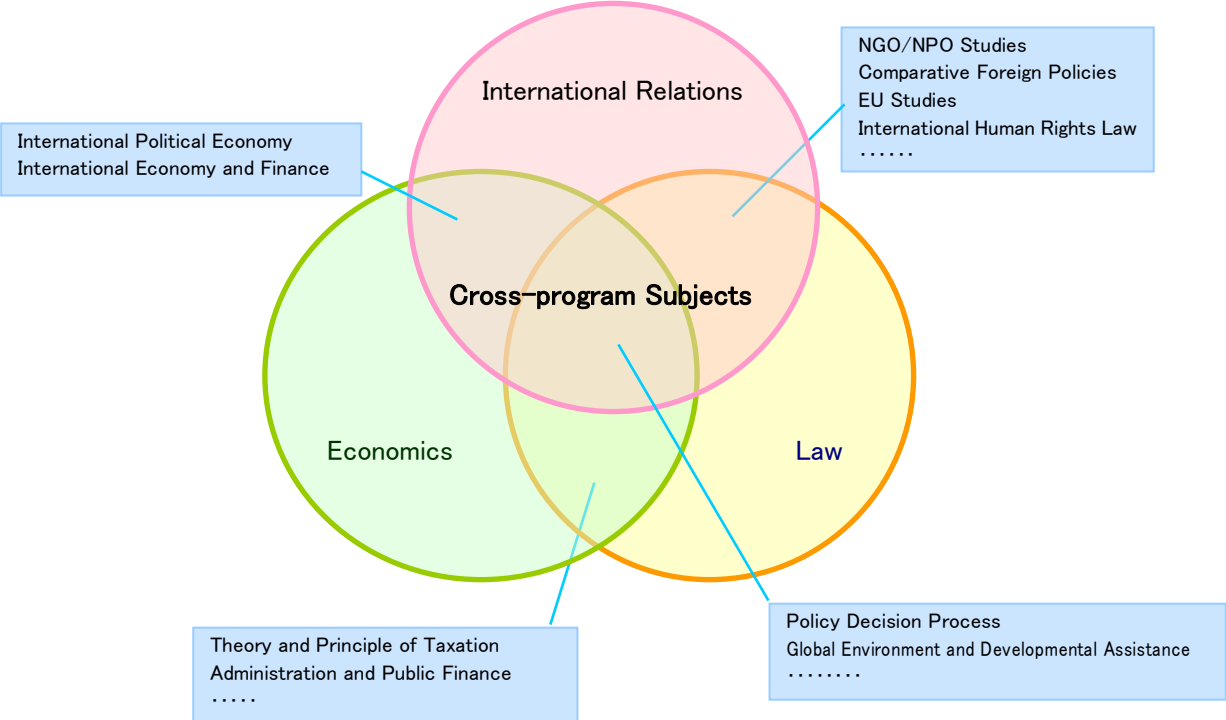 International Relations
NGO/NPO Studies
Comparative Foreign Policies
EU Studies
International Human Rights Law
・・・・・・
International Political Economy
International Economy and Finance
Cross-program Subjects
Economics
Law
Theory and Principle of Taxation
Administration and Public Finance
・・・・・
Policy Decision Process
Global Environment and Developmental Assistance
・・・・・・・・